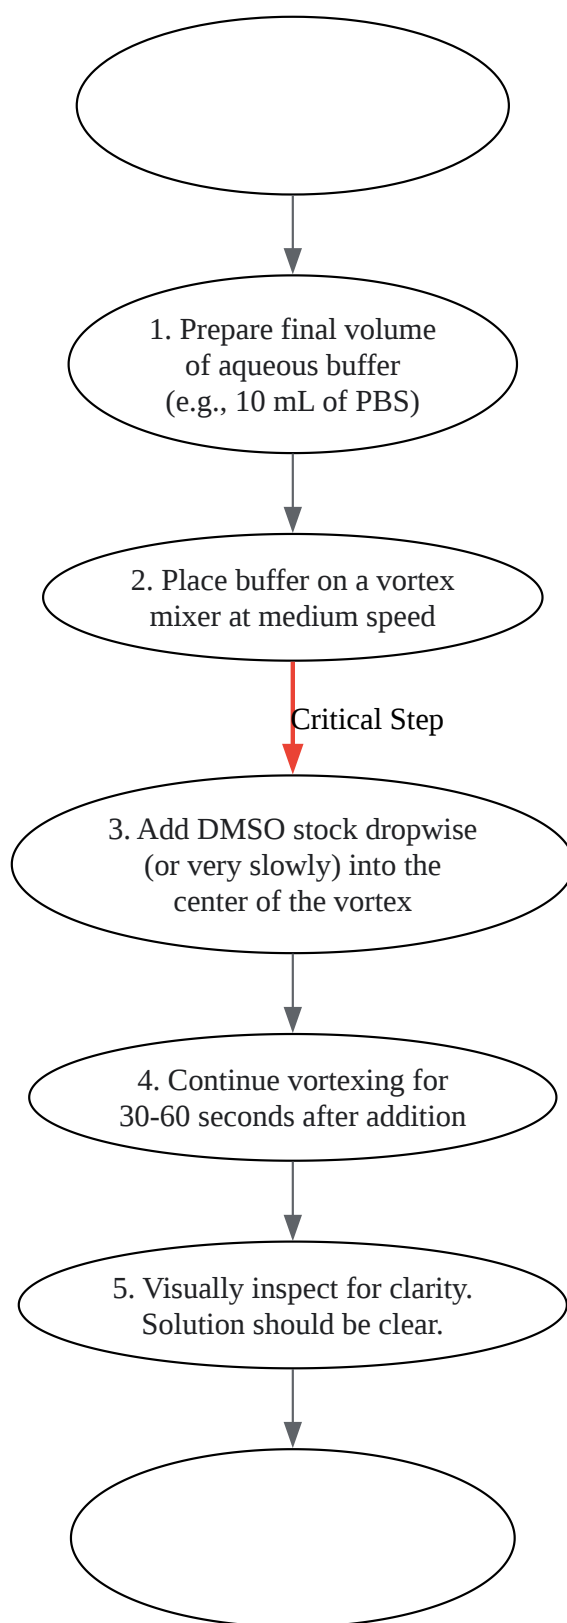 1. Prepare final volume
of aqueous buffer
(e.g., 10 mL of PBS)
2. Place buffer on a vortex
mixer at medium speed
Critical Step
3. Add DMSO stock dropwise
(or very slowly) into the
center of the vortex
4. Continue vortexing for
30-60 seconds after addition
5. Visually inspect for clarity.
Solution should be clear.